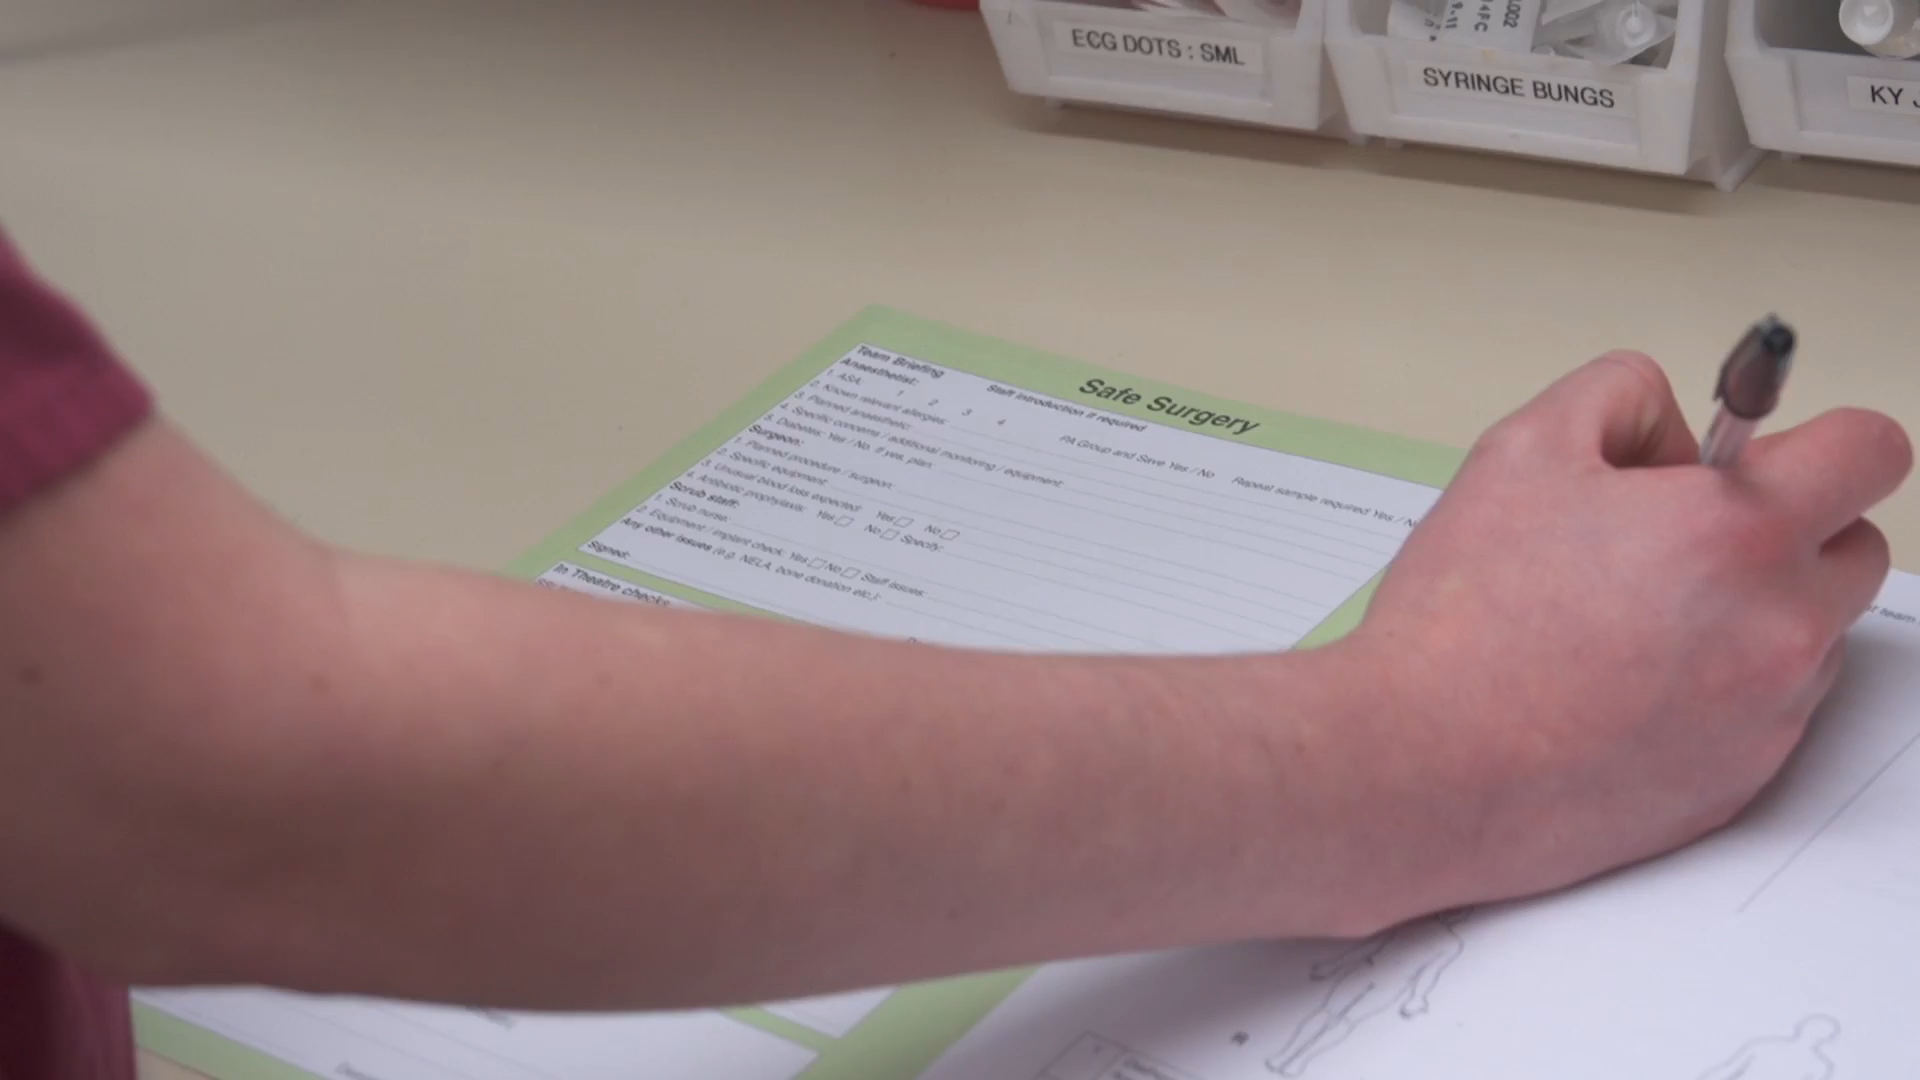 ECG DOTS : SML
SYRINGE BUNGS
KY
Safe Surgery
Team Briefing
Staff introduction if required
Anaesthetist:
1. ASA: 1 2 3 4
PA Group and Save Yes / No Repeat sample required Yes / N
2. Known relevant allergies:
3. Planned anaesthetic:
4. Specific concerns / additional monitoring / equipment:
5. Diabetes: Yes / No. If yes, plan:
Surgeon:
1. Planned procedure / surgeon:
2. Specific equipment:
3. Unusual blood loss expected: Yes No
4. Antibiotic prophylaxis: Yes No Specify:
Scrub staff:
1. Scrub nurse:
2. Equipment / implant check: Yes No Staff issues:
Any other issues (e.g. NELA, bone donation etc.):
Signed:
In Theatre checks
team
R